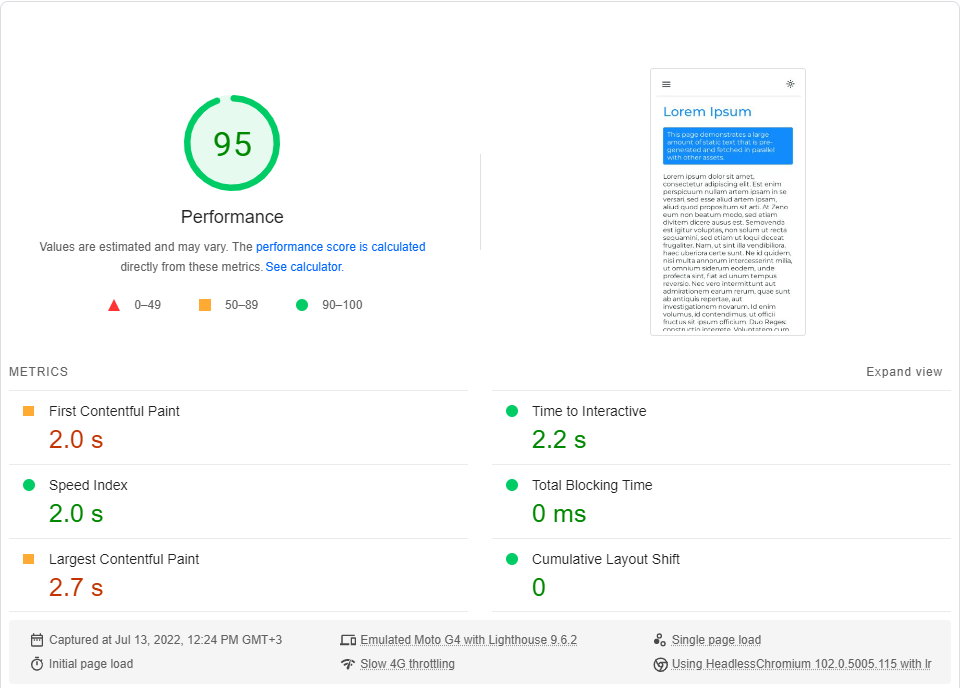 95
Performance
Values are estimated and may vary. The performance score is calculated
directly from these metrics. See calculator.
0–49
50–89
90–100
Lorem Ipsum
This page demonstrates a large
amount of static text that is pre-
generated and fetched in parallel
with other assets.
Lorem ipsum dolor sit amet,
consectetur adipiscing elit. Est enim
perspicuum nullam artem ipsam in se
versari, sed esse aliud artem ipsam,
aliud quod propositum sit arti. At Zeno
eum non beatum modo, sed etiam
divitem dicere ausus est. Semovenda
est igitur voluptas, non solum ut recta
sequamini, sed etiam ut loqui deceat
frugaliter. Nam, ut sint illa vendibiliora,
haec uberiora certe sunt. Ne id quidem,
nisi multa annorum intercesserint milia,
ut omnium siderum eodem, unde
profecta sint, fiat ad unum tempus
reversio. Nec vero intermittunt aut
admirationem earum rerum, quae sunt
ab antiquis repertae, aut
investigationem novarum. Id enim
volumus, id contendimus, ut officii
fructus sit ipsum officium. Duo Reges:
constructio interrete. Voluptatem cum
METRICS
Expand view
First Contentful Paint
2.0 s
Time to Interactive
2.2 s
Speed Index
2.0 s
Total Blocking Time
0 ms
Largest Contentful Paint
2.7 s
Cumulative Layout Shift
0
Captured at Jul 13, 2022, 12:24 PM GMT+3
Emulated Moto G4 with Lighthouse 9.6.2
Single page load
Initial page load
Slow 4G throttling
Using HeadlessChromium 102.0.5005.115 with lr